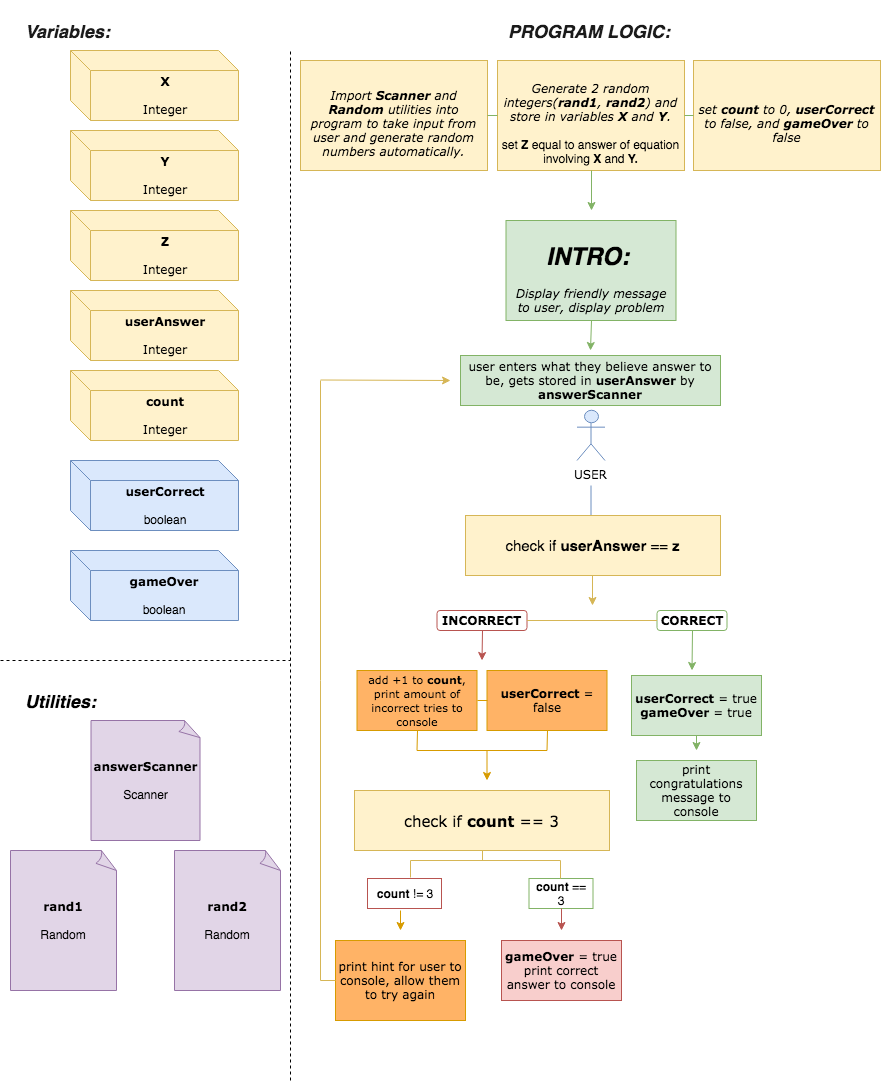 Variables:
X
Integer
Y
Integer
Z
Integer
userAnswer
Integer
count
Integer
userCorrect
boolean
gameOver
boolean
Utilities:
answerScanner
Scanner
rand1
Random
rand2
Random
PROGRAM LOGIC:
Import Scanner and
Random utilities into
program to take input from
user and generate random
numbers automatically.
Generate 2 random
integers(rand1, rand2) and
store in variables X and Y.
set Z equal to answer of equation
involving X and Y.
set count to 0, userCorrect
to false, and gameOver to
false
INTRO:
Display friendly message
to user, display problem
user enters what they believe answer to
be, gets stored in userAnswer by
answerScanner
USER
check if userAnswer == z
INCORRECT
CORRECT
add +1 to count,
print amount of
incorrect tries to
console
userCorrect =
false
userCorrect = true
gameOver = true
print
congratulations
message to
console
check if count == 3
count != 3
count ==
3
print hint for user to
console, allow them
to try again
gameOver = true
print correct
answer to console